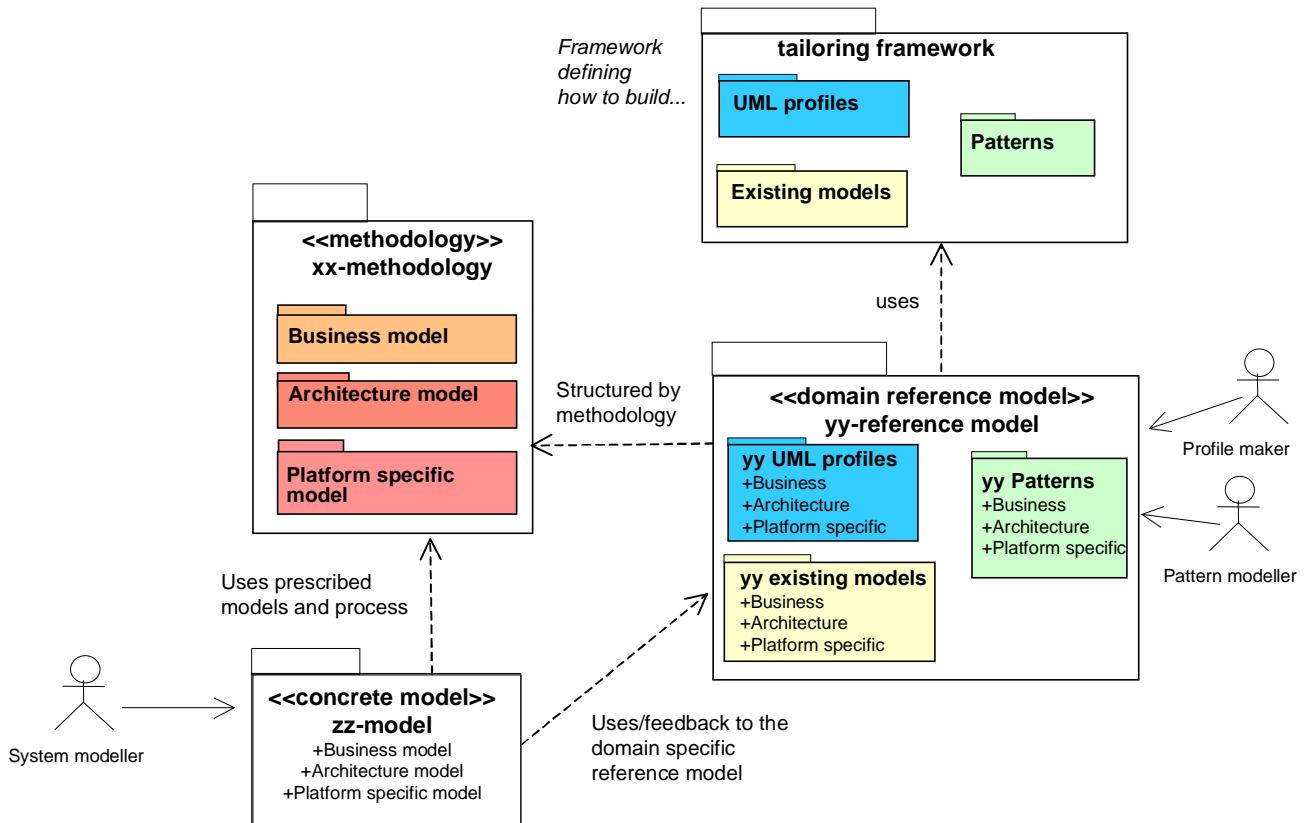 Framework
defining
how to build...
tailoring framework
UML profiles
Patterns
Existing models
<<methodology>>
xx-methodology
Business model
Architecture model
Platform specific
model
uses
Structured by
methodology
<<domain reference model>>
yy-reference model
yy UML profiles
+Business
+Architecture
+Platform specific
yy Patterns
+Business
+Architecture
+Platform specific
yy existing models
+Business
+Architecture
+Platform specific
Profile maker
Pattern modeller
Uses prescribed
models and process
<<concrete model>>
zz-model
+Business model
+Architecture model
+Platform specific model
System modeller
Uses/feedback to the
domain specific
reference model